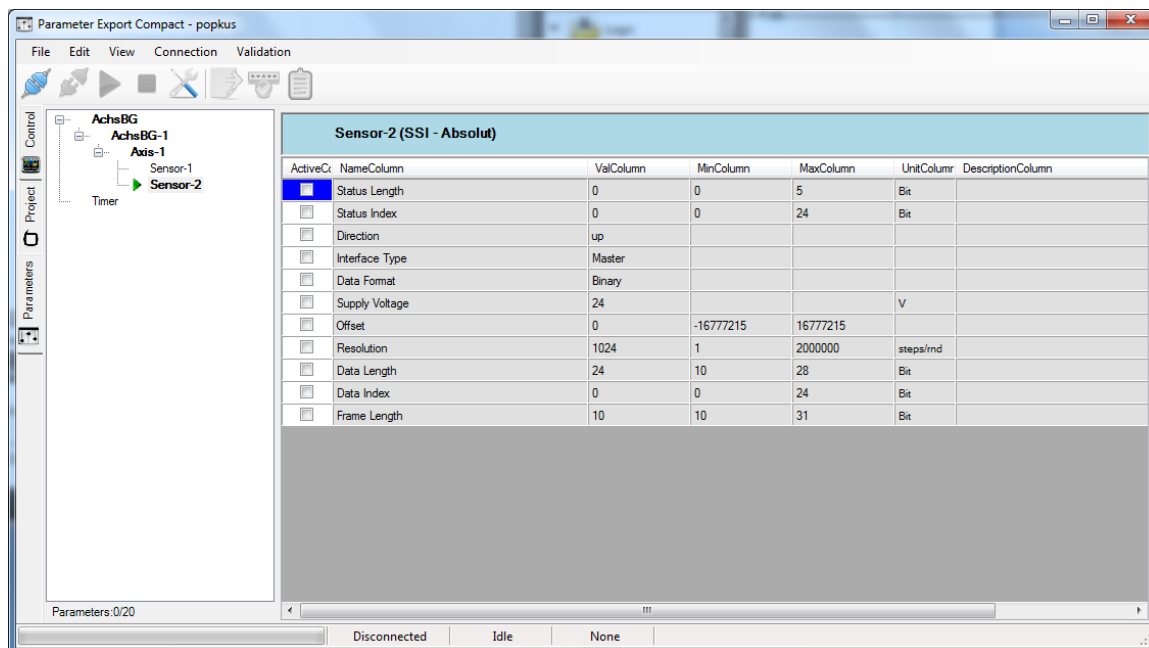 Parameter Export Compact - popkus
File Edit View Connection Validation
Control
Project
Parameters
AchsBG
AchsBG-1
Axis-1
Sensor-1
Sensor-2
Timer
Parameters:0/20
Sensor-2 (SSI - Absolut)
ActiveCo NameColumn ValColumn MinColumn MaxColumn UnitColumn DescriptionColumn
Status Length 0 0 5 Bit
Status Index 0 0 24 Bit
Direction up
Interface Type Master
Data Format Binary
Supply Voltage 24 V
Offset 0 -16777215 16777215
Resolution 1024 1 2000000 steps/rnd
Data Length 24 10 28 Bit
Data Index 0 0 24 Bit
Frame Length 10 10 31 Bit
Disconnected Idle None